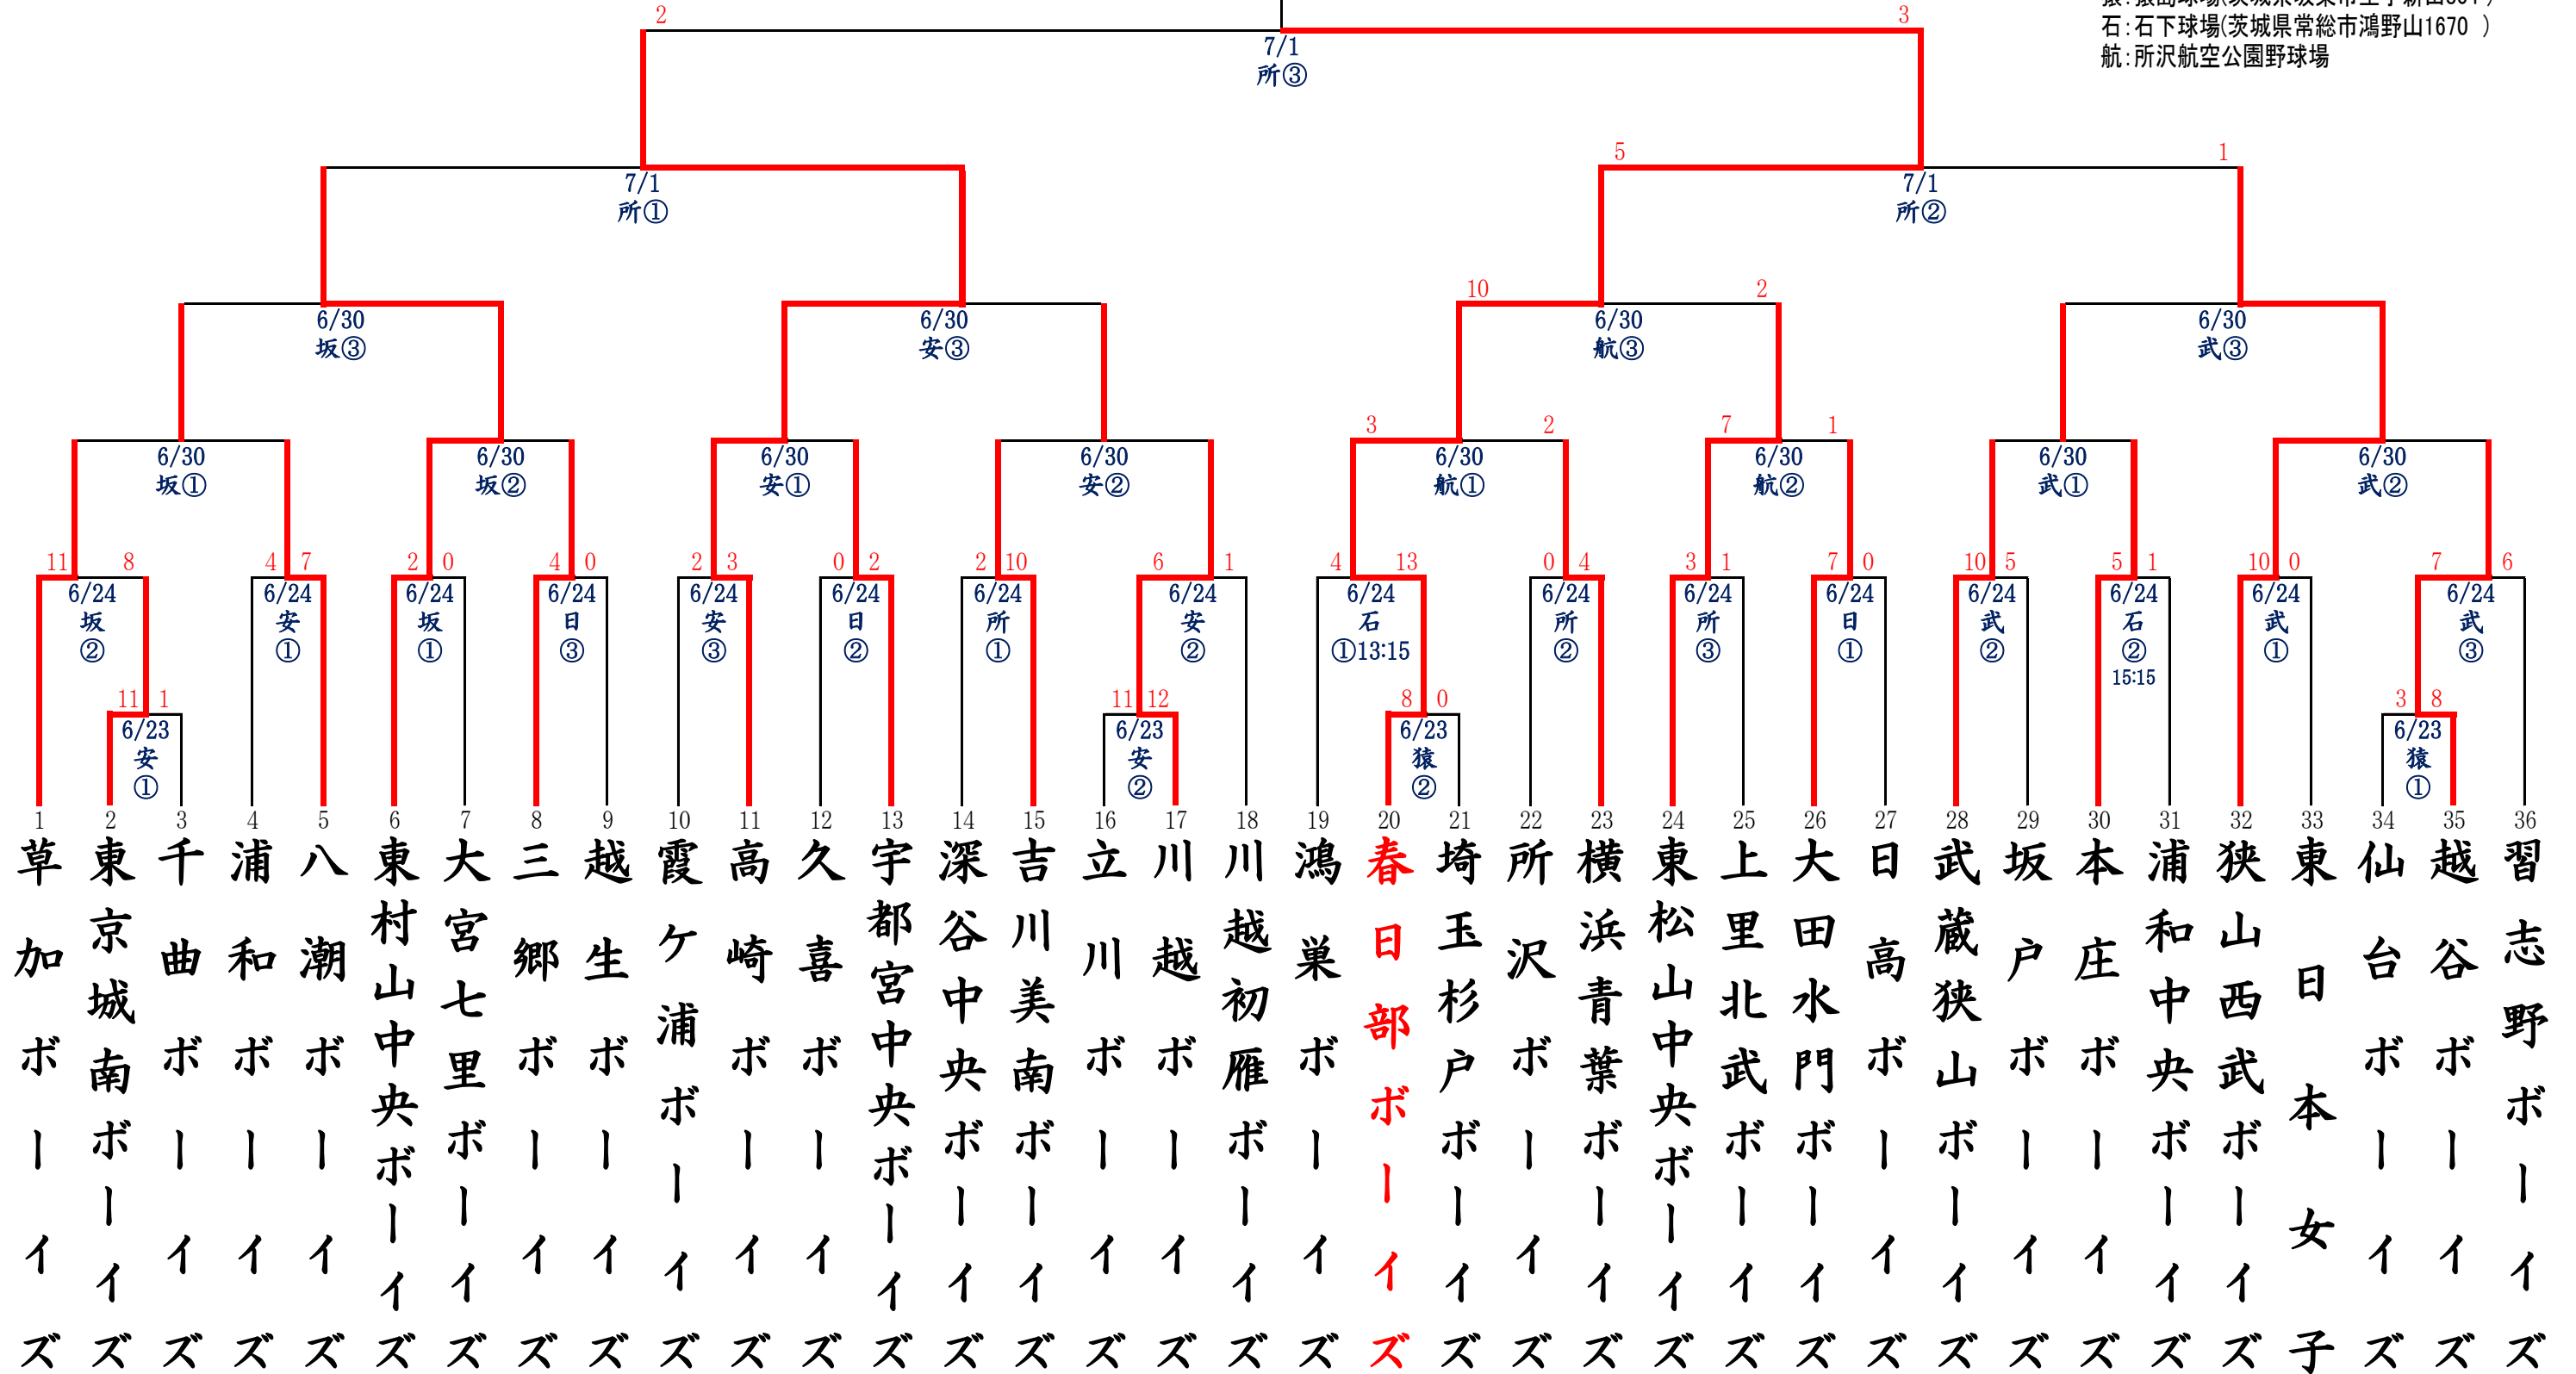 石:石下球場(茨城県常総市鴻野山1670 )
航:所沢航空公園野球場
2 3
7/1
所③
5 1
7/1 7/1
所① 所②
10 2
6/30 6/30 6/30 6/30
坂③ 安③ 航③ 武③
3 2 7 1
6/30 6/30 6/30 6/30 6/30 6/30 6/30 6/30
坂① 坂② 安① 安② 航① 航② 武① 武②
11 8 4 7 2 0 4 0 2 3 0 2 2 10 6 1 4 13 0 4 3 1 7 0 10 5 5 1 10 0 7 6
6/24 6/24 6/24 6/24 6/24 6/24 6/24 6/24 6/24 6/24 6/24 6/24 6/24 6/24 6/24 6/24
坂 安 坂 日 安 日 所 安 石 所 所 日 武 石 武 武
② ① ① ③ ③ ② ① ② ①13:15 ② ③ ① ② ② ① ③
15:15
11 1 11 12 8 0 3 8
6/23 6/23 6/23 6/23
安 安 猿 猿
① ② ② ①
1 2 3 4 5 6 7 8 9 10 11 12 13 14 15 16 17 18 19 20 21 22 23 24 25 26 27 28 29 30 31 32 33 34 35 36
草加ボーイズ
東京城南ボーイズ
千曲ボーイズ
浦和ボーイズ
八潮ボーイズ
東村山中央ボーイズ
大宮七里ボーイズ
三郷ボーイズ
越生ボーイズ
霞ケ浦ボーイズ
高崎ボーイズ
久喜ボーイズ
宇都宮中央ボーイズ
深谷中央ボーイズ
吉川美南ボーイズ
立川ボーイズ
川越ボーイズ
川越初雁ボーイズ
鴻巣ボーイズ
春日部ボーイズ
埼玉杉戸ボーイズ
所沢ボーイズ
横浜青葉ボーイズ
東松山中央ボーイズ
上里北武ボーイズ
大田水門ボーイズ
日高ボーイズ
武蔵狭山ボーイズ
坂戸ボーイズ
本庄ボーイズ
浦和中央ボーイズ
狭山西武ボーイズ
東日本女子
仙台ボーイズ
越谷ボーイズ
習志野ボーイズ